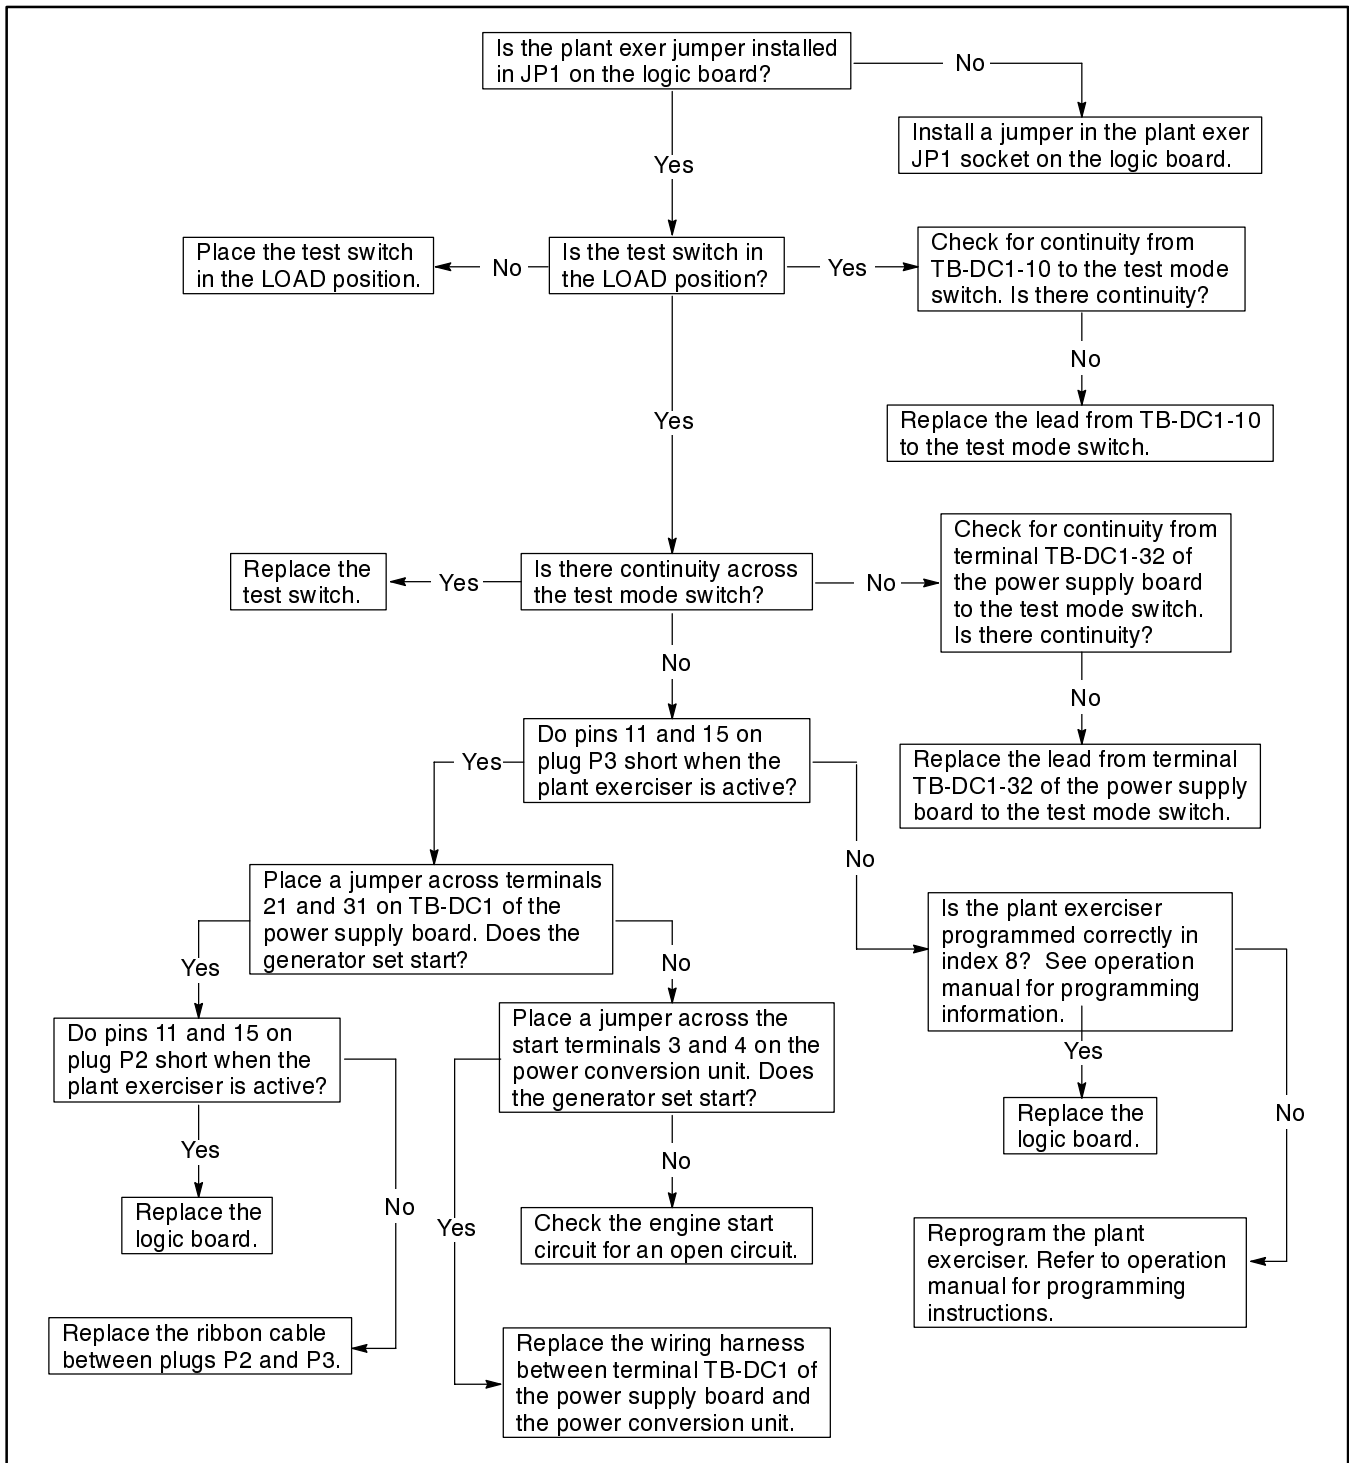 Is the plant exer jumper installed
in JP1 on the logic board?
No
Install a jumper in the plant exer
JP1 socket on the logic board.
Yes
Place the test switch
in the LOAD position.
No
Is the test switch in
the LOAD position?
Yes
Check for continuity from
TB-DC1-10 to the test mode
switch. Is there continuity?
No
Replace the lead from TB-DC1-10
to the test mode switch.
Yes
Replace the
test switch.
Yes
Is there continuity across
the test mode switch?
No
Check for continuity from
terminal TB-DC1-32 of
the power supply board
to the test mode switch.
Is there continuity?
No
No
Replace the lead from terminal
TB-DC1-32 of the power supply
board to the test mode switch.
Do pins 11 and 15 on
plug P3 short when the
plant exerciser is active?
Yes
No
Place a jumper across terminals
21 and 31 on TB-DC1 of the
power supply board. Does the
generator set start?
Is the plant exerciser
programmed correctly in
index 8? See operation
manual for programming
information.
Yes
No
Do pins 11 and 15 on
plug P2 short when the
plant exerciser is active?
Place a jumper across the
start terminals 3 and 4 on the
power conversion unit. Does
the generator set start?
Yes
Replace the
logic board.
No
Yes
No
Replace the
logic board.
No
Yes
Check the engine start
circuit for an open circuit.
Reprogram the plant
exerciser. Refer to operation
manual for programming
instructions.
Replace the ribbon cable
between plugs P2 and P3.
Replace the wiring harness
between terminal TB-DC1 of
the power supply board and
the power conversion unit.